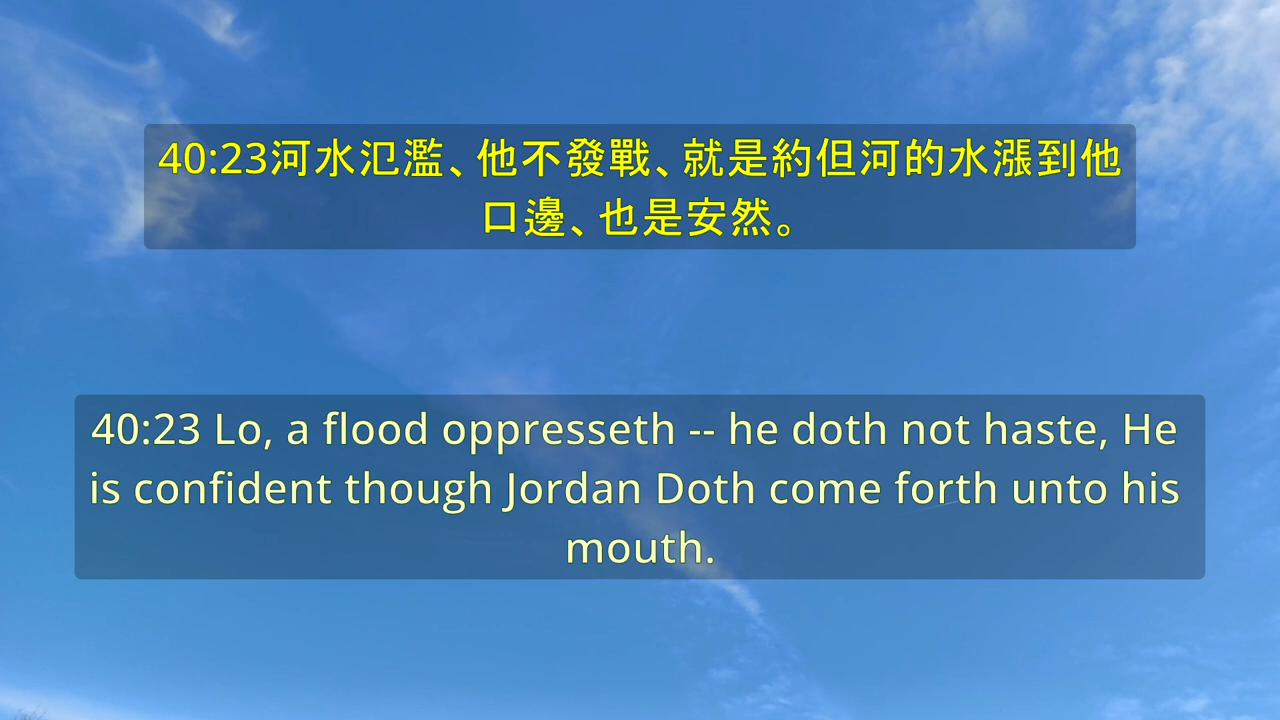 40:23河水氾濫、他不發戰、就是約但河的水漲到他
口邊、也是安然。
40:23 Lo, a flood oppresseth -- he doth not haste, He
is confident though Jordan Doth come forth unto his
mouth.